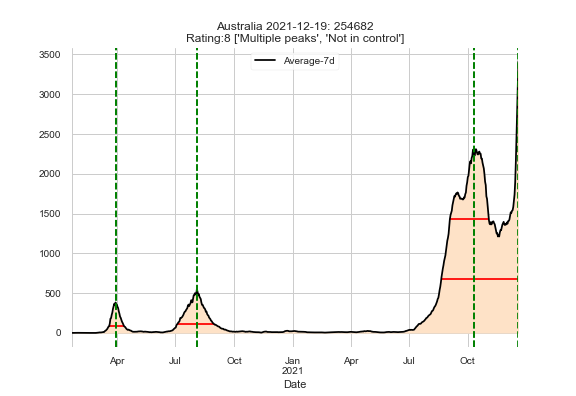 Australia 2021-12-19: 254682
Rating:8 ['Multiple peaks', 'Not in control']
Average-7d
3500
3000
2500
2000
1500
1000
500
0
Apr Jul Oct Jan Apr Jul Oct
2021
Date